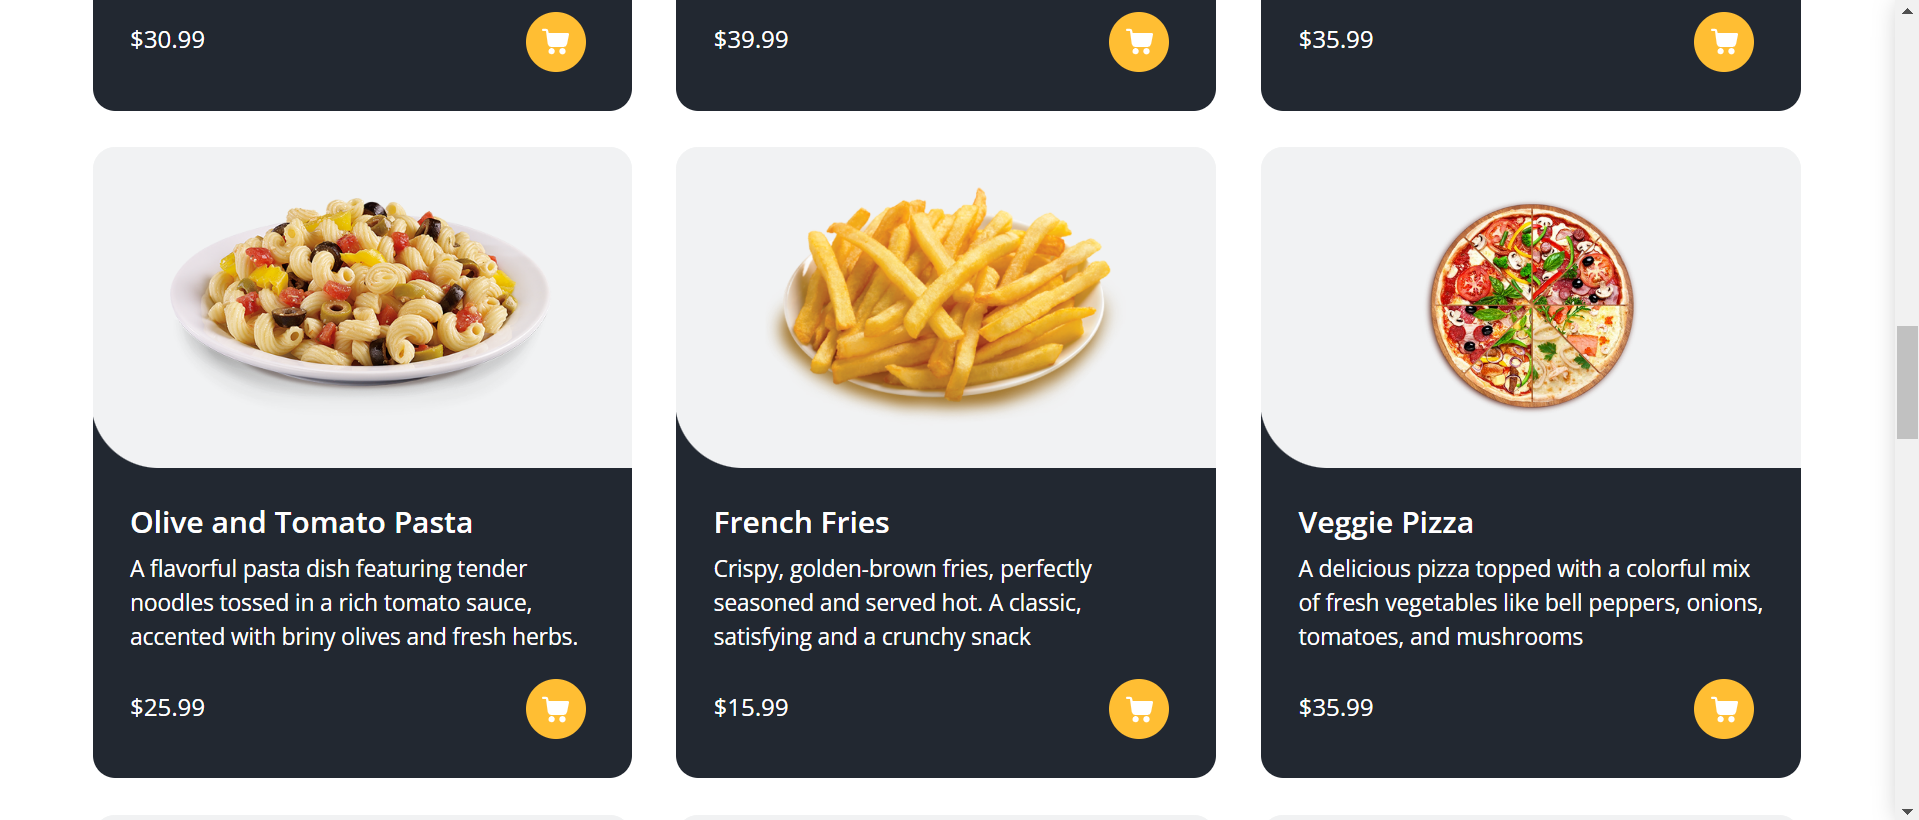 $30.99
$39.99
$35.99
Olive and Tomato Pasta
A flavorful pasta dish featuring tender
noodles tossed in a rich tomato sauce,
accented with briny olives and fresh herbs.
$25.99
French Fries
Crispy, golden-brown fries, perfectly
seasoned and served hot. A classic,
satisfying and a crunchy snack
$15.99
Veggie Pizza
A delicious pizza topped with a colorful mix
of fresh vegetables like bell peppers, onions,
tomatoes, and mushrooms
$35.99